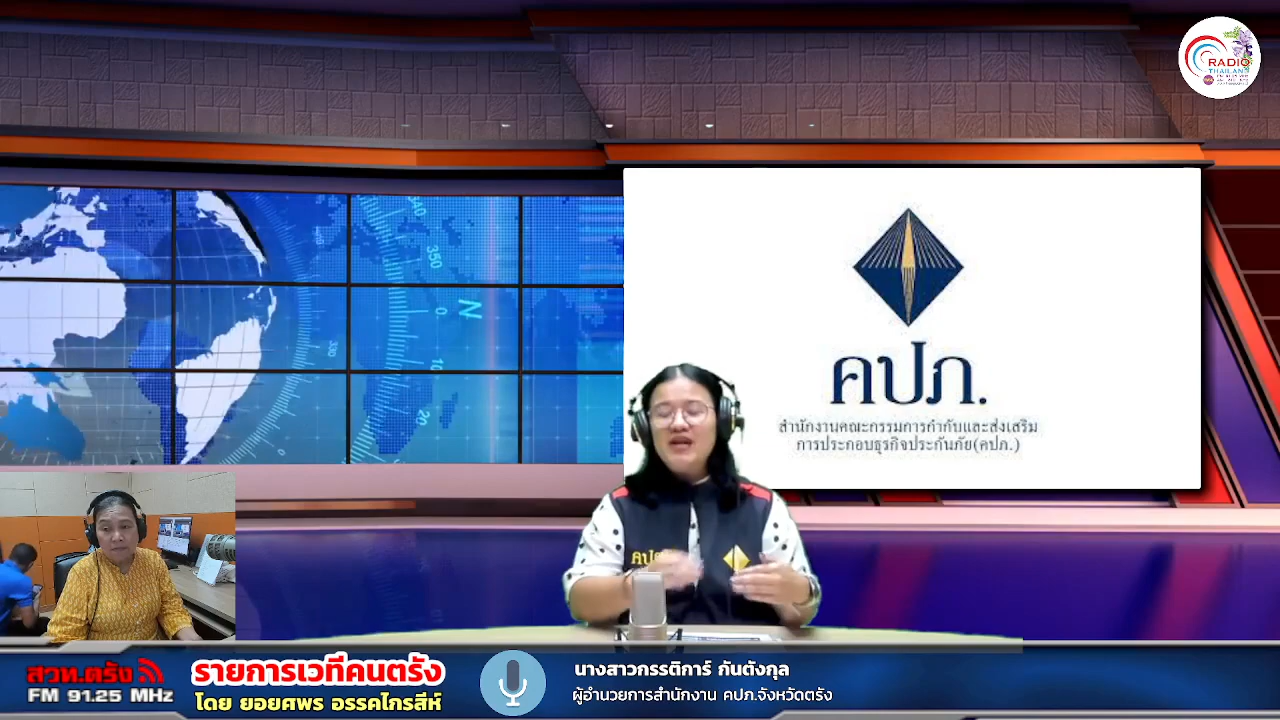 RADIO
THAILAND
คปภ.
สำนักงานคณะกรรมการกำกับและส่งเสริม
การประกอบธุรกิจประกันภัย(คปภ.)
340
350
N
0
330
10
20
สวท.ตรัง
FM 91.25 MHz
รายการเวทีคนตรัง
โดย ยอยศพร อรรคไกรสีห์
นางสาวกรรติการ์ กันตังกุล
ผู้อำนวยการสำนักงาน คปภ.จังหวัดตรัง